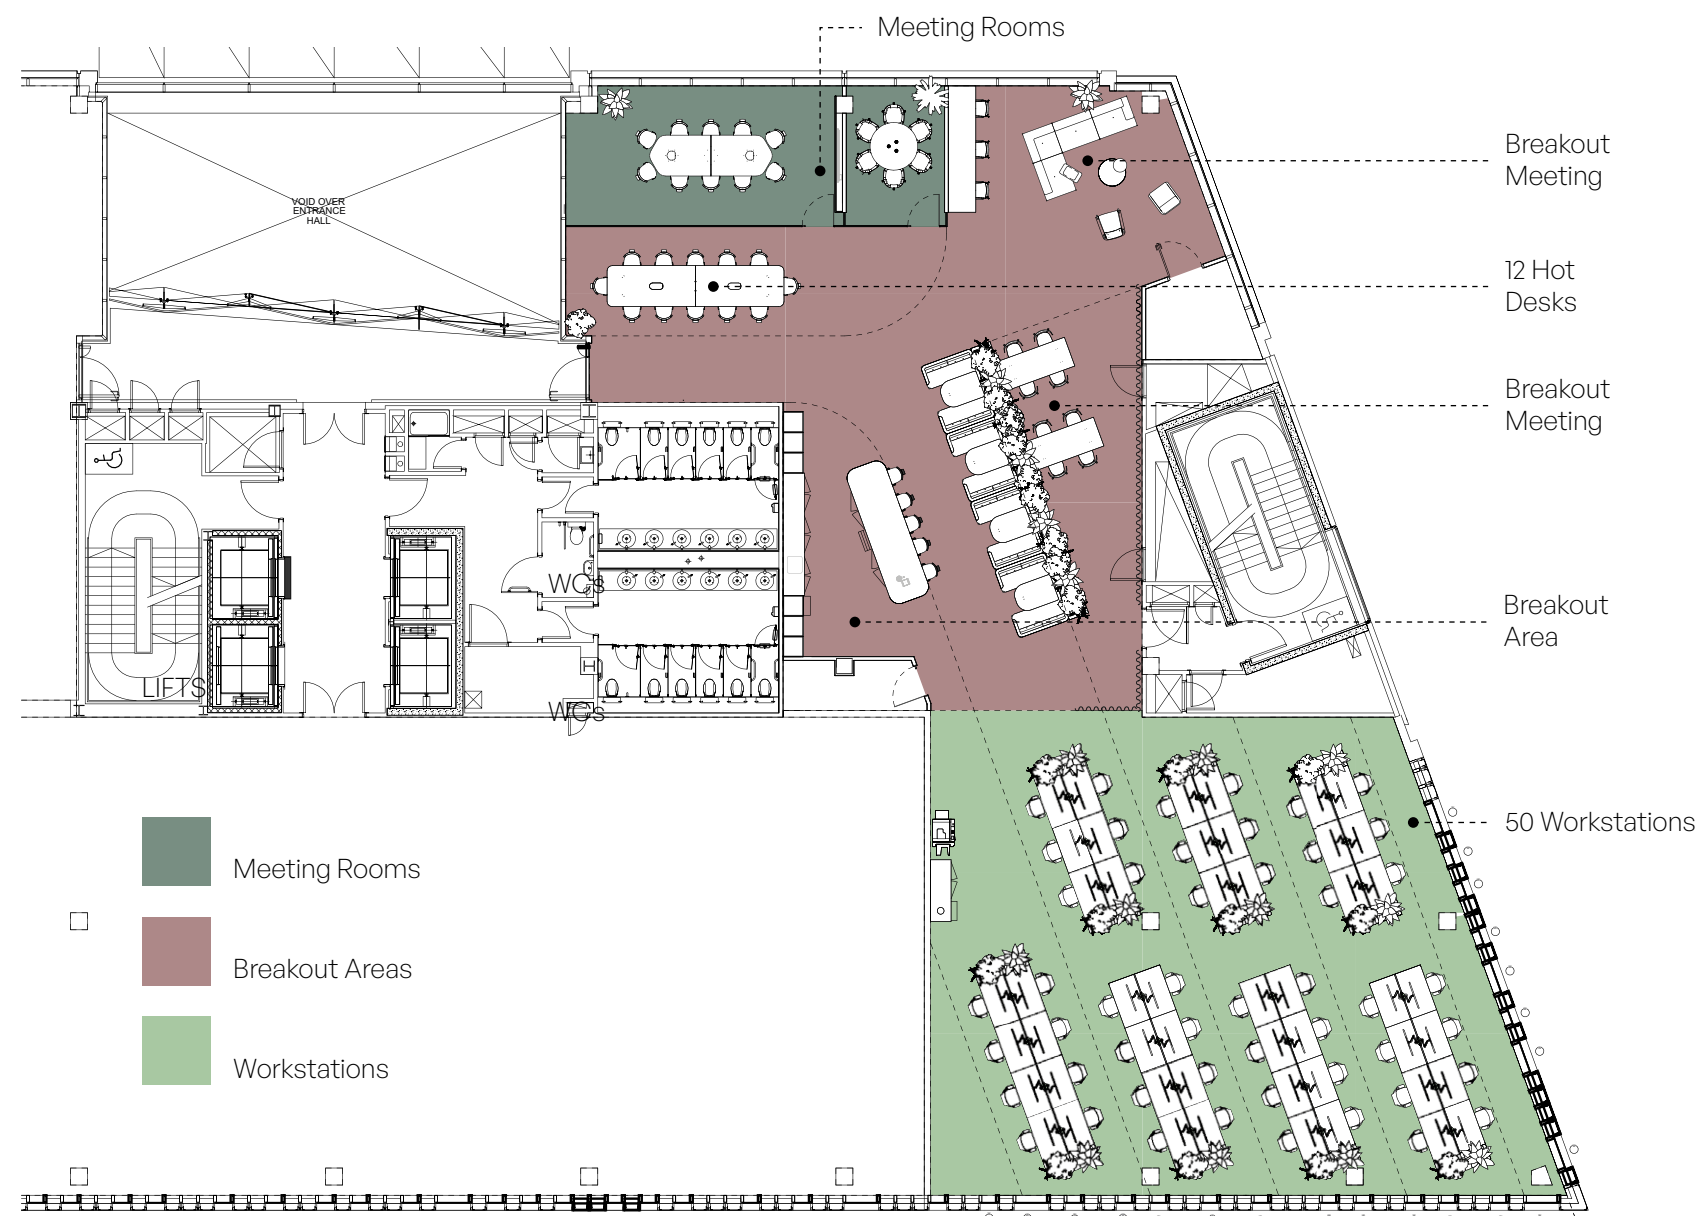 Meeting Rooms
Breakout
Meeting
VOID OVER
ENTRANCE
HALL
12 Hot
Desks
Breakout
Meeting
WCs
Breakout
Area
LIFTS
WCs
50 Workstations
Meeting Rooms
Breakout Areas
Workstations